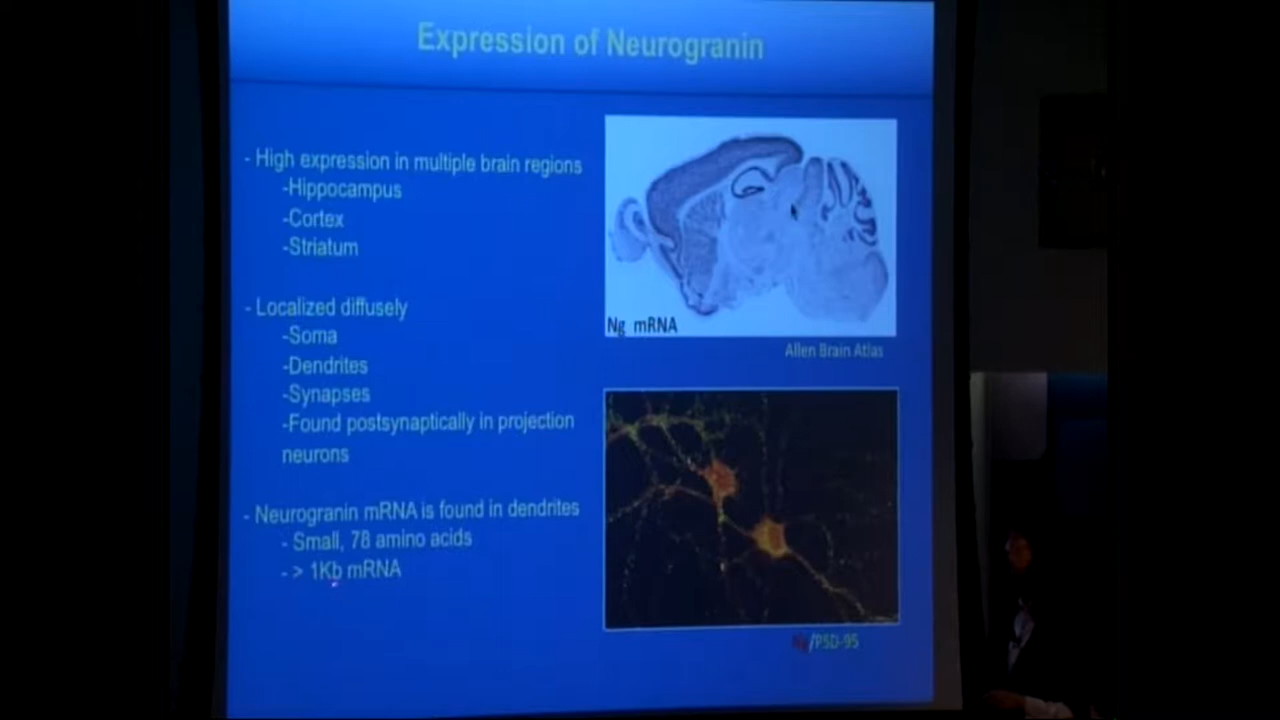 Expression of Neurogranin
- High expression in multiple brain regions
-Hippocampus
-Cortex
-Striatum
- Localized diffusely
-Soma
-Dendrites
-Synapses
-Found postsynaptically in projection
neurons
- Neurogranin mRNA is found in dendrites
- Small, 78 amino acids
- > 1Kb mRNA
Ng mRNA
Allen Brain Atlas
Ng/PSD-95